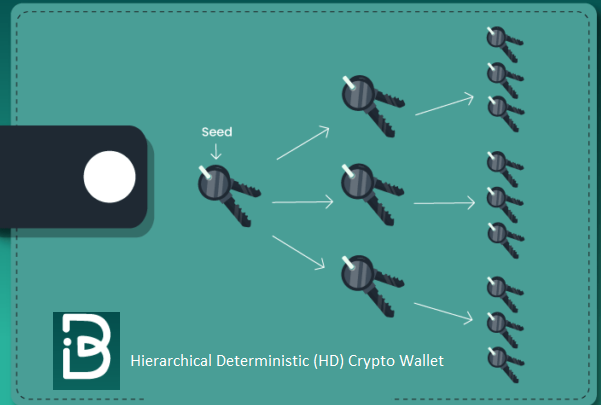 Seed
Hierarchical Deterministic (HD) Crypto Wallet